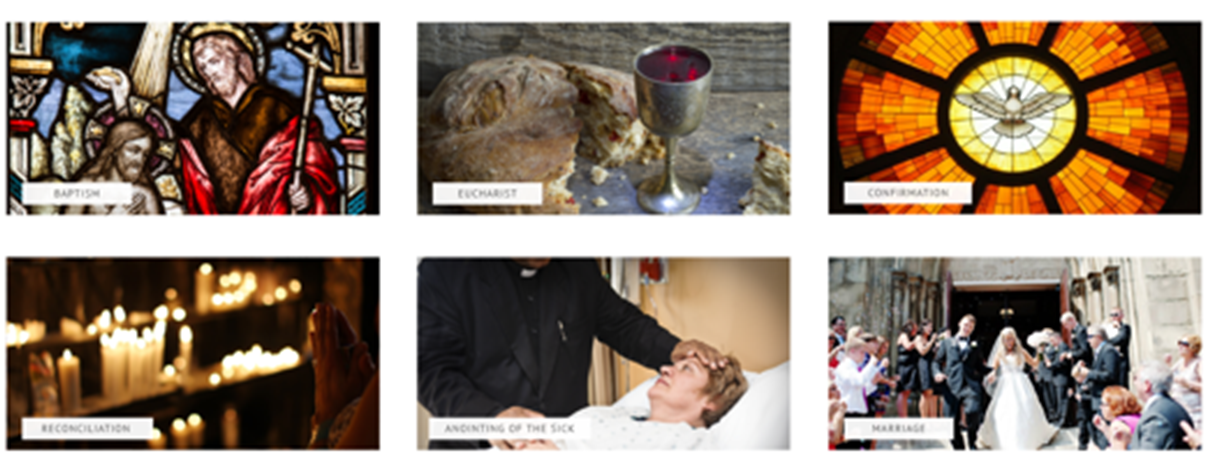 BAPTISM
EUCHARIST
CONFIRMATION
RECONCILIATION
ANOINTING OF THE SICK
MARRIAGE